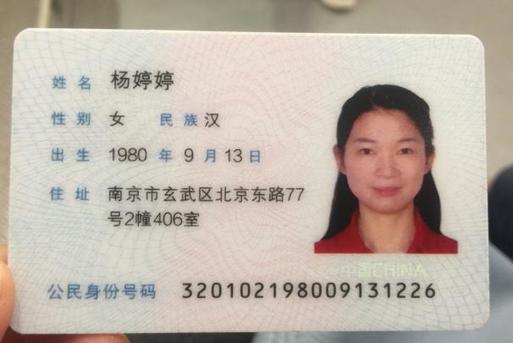 姓名 杨婷婷
性别 女 民族 汉
出生 1980 年 9 月 13 日
住址 南京市玄武区北京东路77
号2幢406室
中国CHINA
公民身份号码 320102198009131226